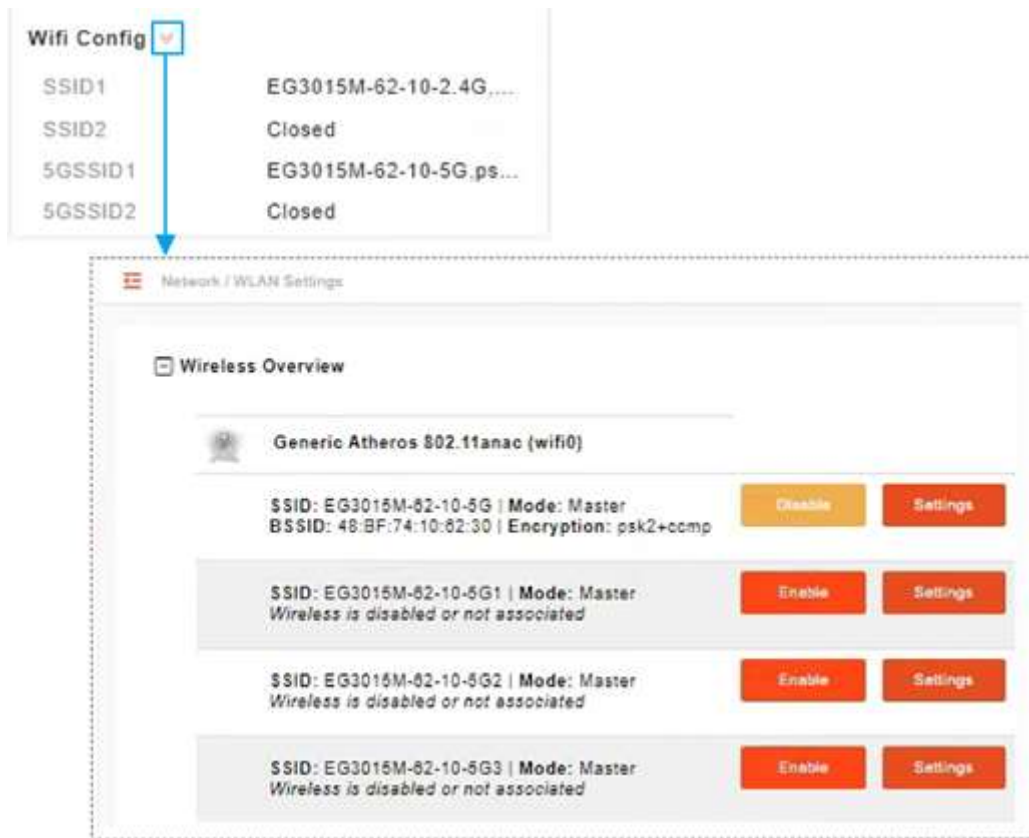 Wifi Config
SSID1 EG3015M-62-10-2.4G,...
SSID2 Closed
5GSSID1 EG3015M-62-10-5G,ps...
5GSSID2 Closed
Network / WLAN Settings
Wireless Overview
Generic Atheros 802.11anac (wifi0)
SSID: EG3015M-62-10-5G | Mode: Master
BSSID: 48:BF:74:10:62:30 | Encryption: psk2+ccmp
Disable Settings
SSID: EG3015M-62-10-5G1 | Mode: Master
Wireless is disabled or not associated
Enable Settings
SSID: EG3015M-62-10-5G2 | Mode: Master
Wireless is disabled or not associated
Enable Settings
SSID: EG3015M-62-10-5G3 | Mode: Master
Wireless is disabled or not associated
Enable Settings